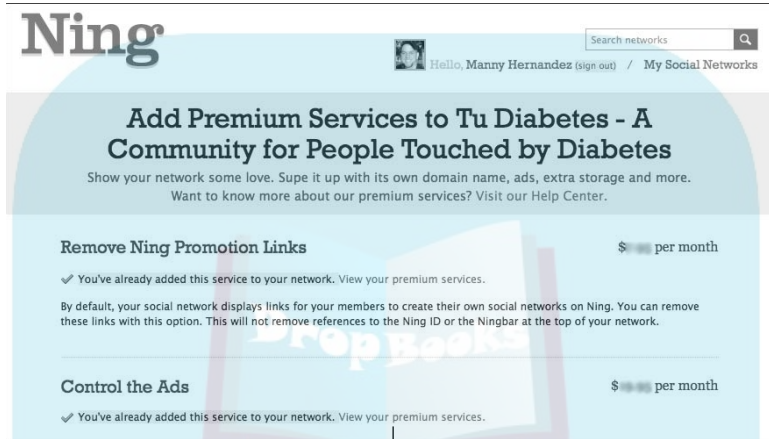 Ning
Search networks
Hello, Manny Hernandez (sign out) / My Social Networks
Add Premium Services to Tu Diabetes - A
Community for People Touched by Diabetes
Show your network some love. Supe it up with its own domain name, ads, extra storage and more.
Want to know more about our premium services? Visit our Help Center.
Remove Ning Promotion Links
$ per month
You've already added this service to your network. View your premium services.
By default, your social network displays links for your members to create their own social networks on Ning. You can remove
these links with this option. This will not remove references to the Ning ID or the Ningbar at the top of your network.
DropBooks
Control the Ads
$ per month
You've already added this service to your network. View your premium services.